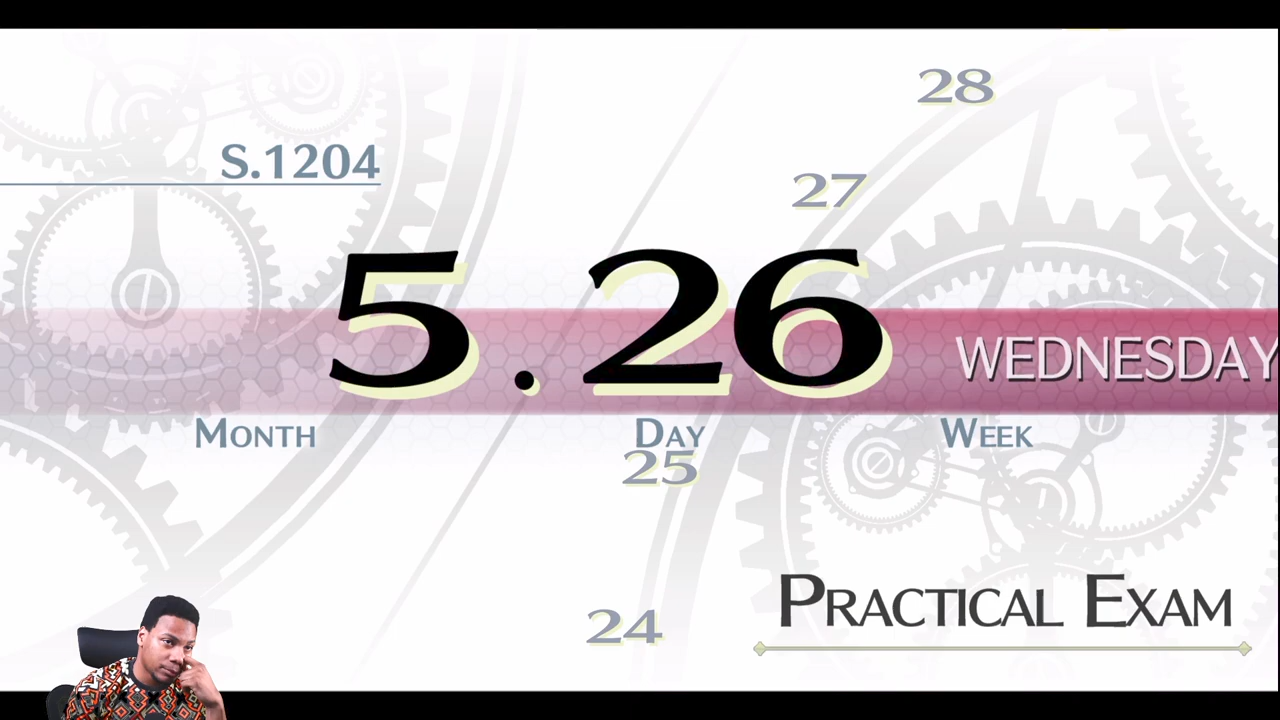 28
S.1204
27
5.26
WEDNESDAY
MONTH DAY WEEK
25
PRACTICAL EXAM
24